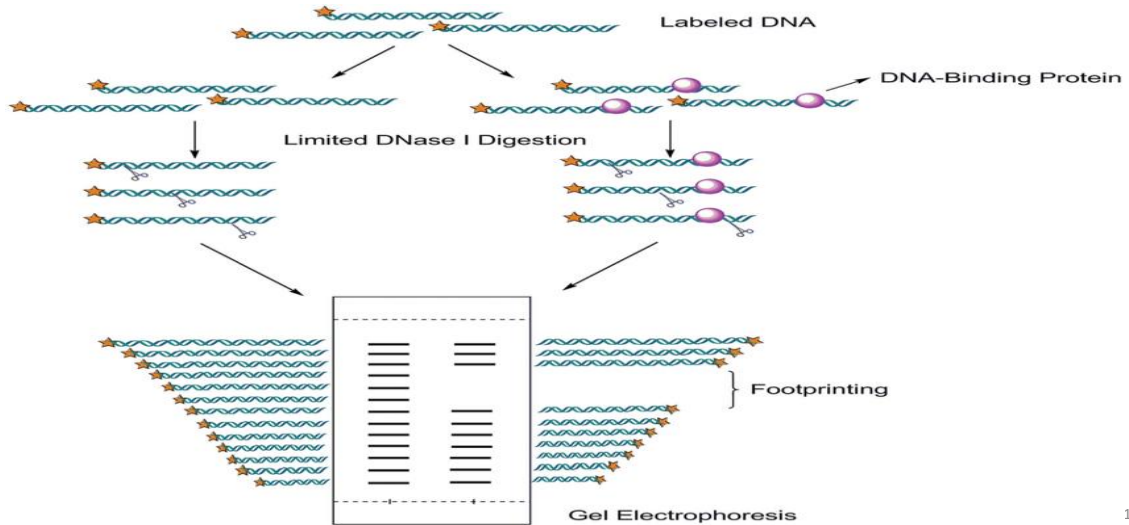 Labeled DNA
DNA-Binding Protein
Limited DNase I Digestion
Footprinting
Gel Electrophoresis
1